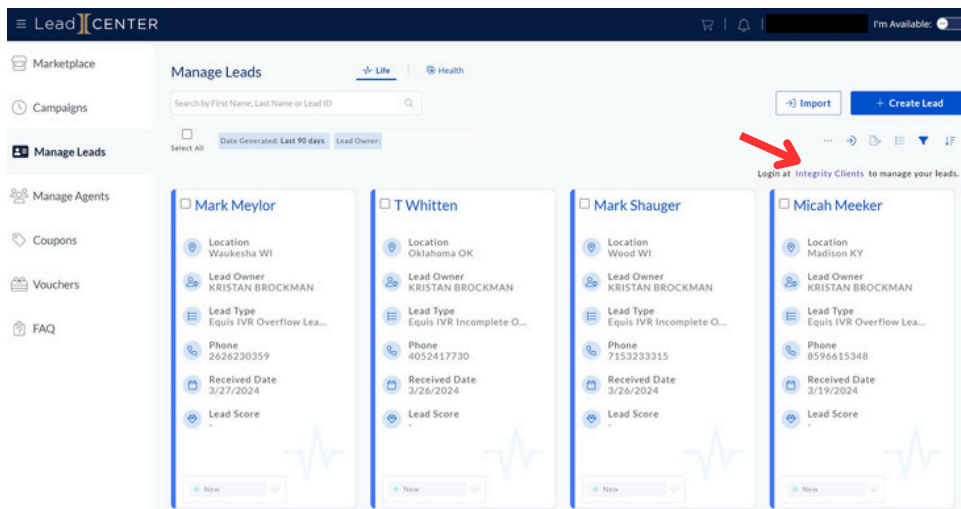 Lead CENTER
I'm Available:
Marketplace
Campaigns
Manage Leads
Manage Agents
Coupons
Vouchers
FAQ
Manage Leads
Life
Health
Search by First Name, Last Name or Lead ID
Import
+ Create Lead
Select All
Date Generated: Last 90 days
Lead Owner:
Login at Integrity Clients to manage your leads.
Mark Meylor
Location
Waukesha WI
Lead Owner
KRISTAN BROCKMAN
Lead Type
Equis IVR Overflow Lea...
Phone
2626230359
Received Date
3/27/2024
Lead Score
-
New
T Whitten
Location
Oklahoma OK
Lead Owner
KRISTAN BROCKMAN
Lead Type
Equis IVR Incomplete O...
Phone
4052417730
Received Date
3/26/2024
Lead Score
-
New
Mark Shauger
Location
Wood WI
Lead Owner
KRISTAN BROCKMAN
Lead Type
Equis IVR Incomplete O...
Phone
7153233315
Received Date
3/26/2024
Lead Score
-
New
Micah Meeker
Location
Madison KY
Lead Owner
KRISTAN BROCKMAN
Lead Type
Equis IVR Overflow Lea...
Phone
8596615348
Received Date
3/19/2024
Lead Score
-
New